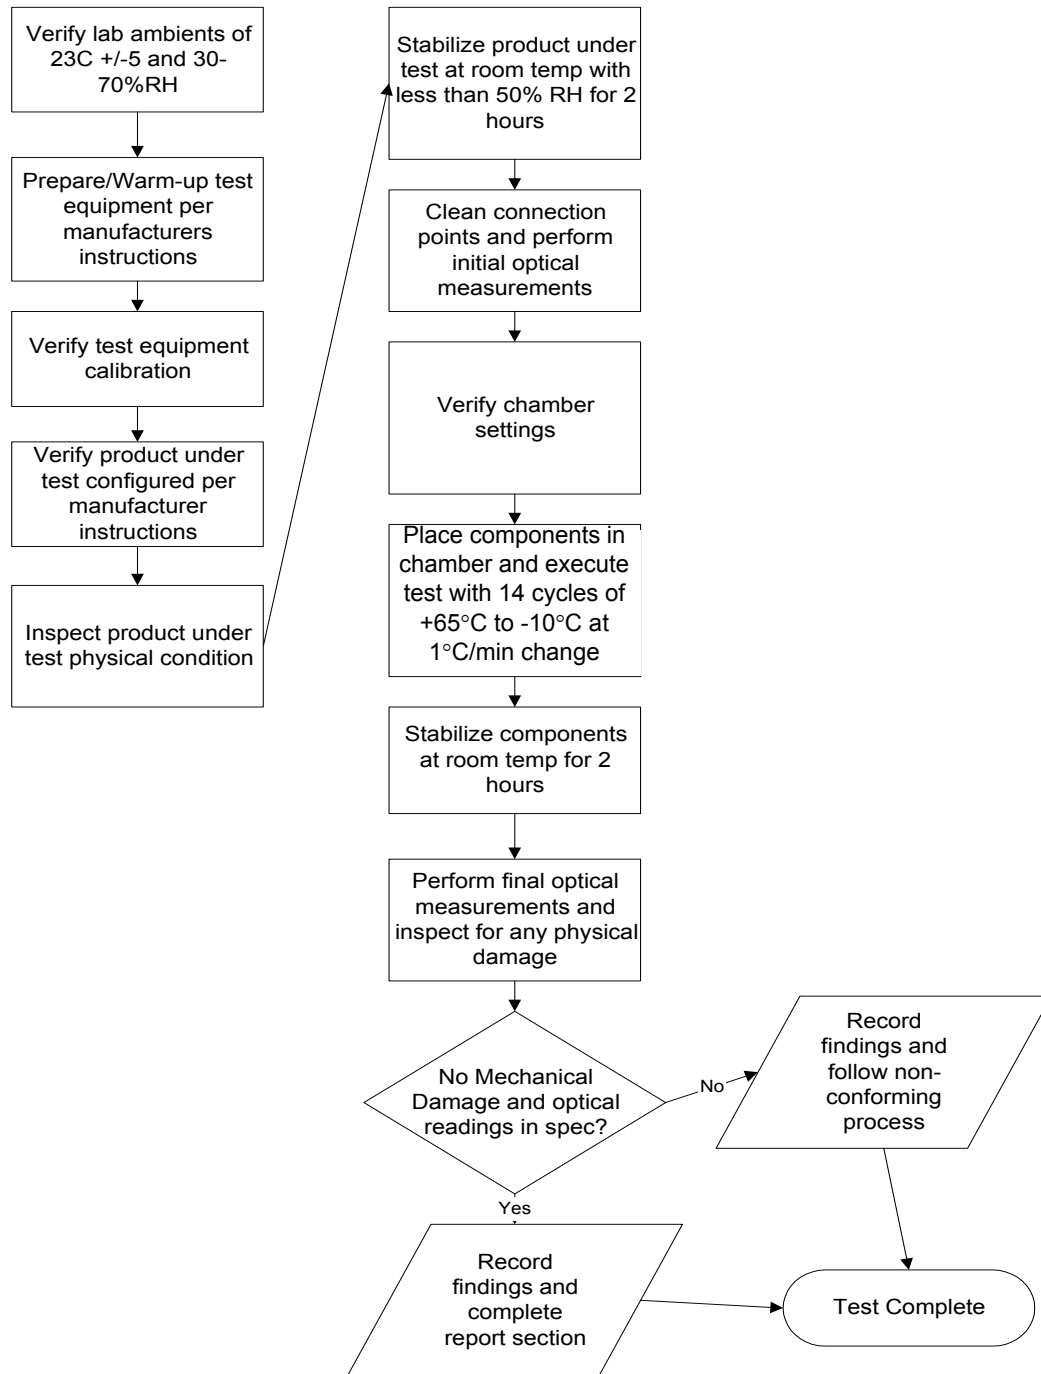 Verify lab ambients of
23C +/-5 and 30-
70%RH
Prepare/Warm-up test
equipment per
manufacturers
instructions
Verify test equipment
calibration
Verify product under
test configured per
manufacturer
instructions
Inspect product under
test physical condition
Stabilize product under
test at room temp with
less than 50% RH for 2
hours
Clean connection
points and perform
initial optical
measurements
Verify chamber
settings
Place components in
chamber and execute
test with 14 cycles of
+65°C to -10°C at
1°C/min change
Stabilize components
at room temp for 2
hours
Perform final optical
measurements and
inspect for any physical
damage
No Mechanical
Damage and optical
readings in spec?
No
Record
findings and
follow non-
conforming
process
Yes
Record
findings and
complete
report section
Test Complete